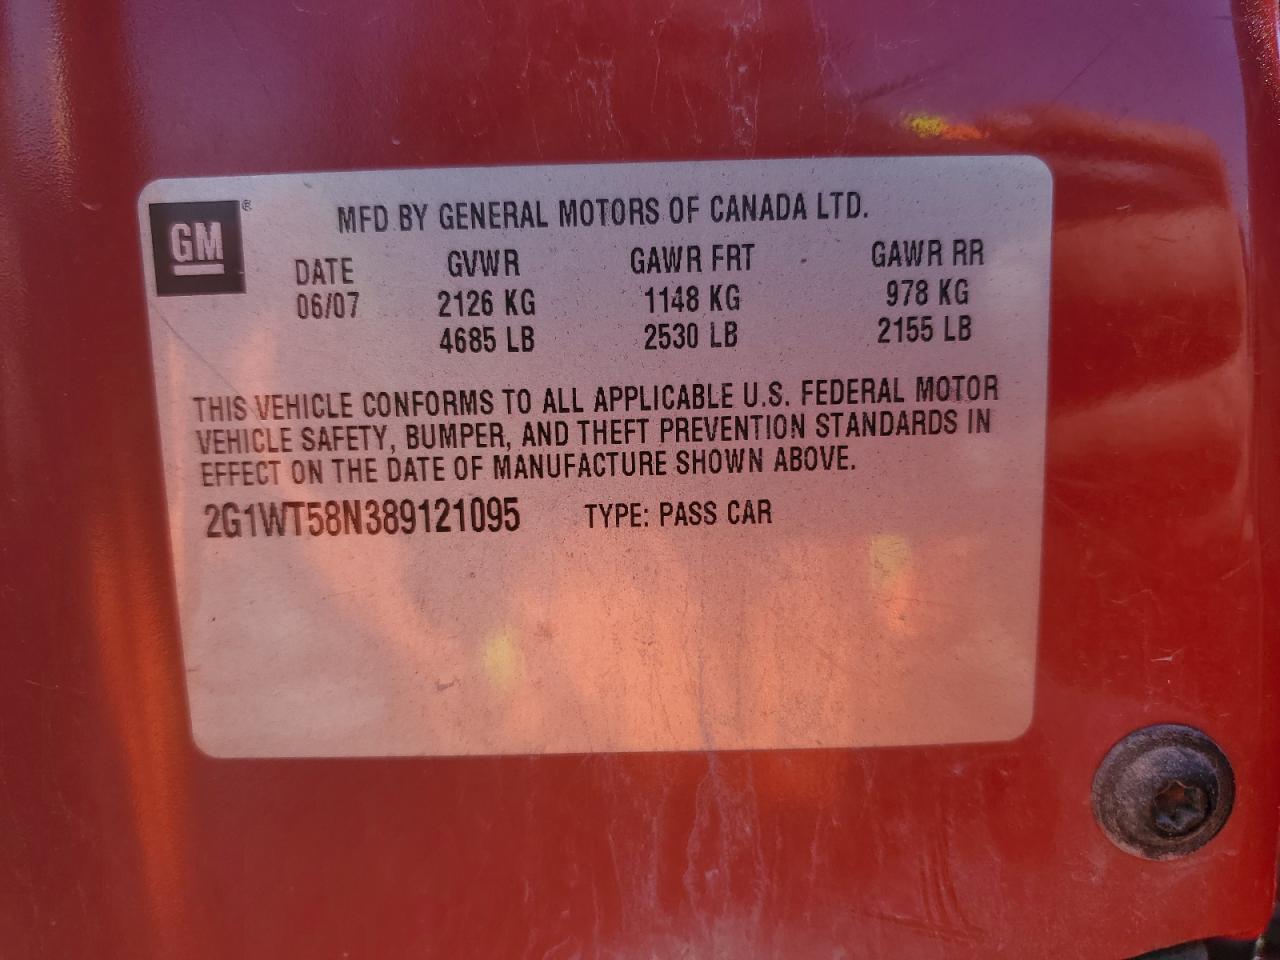 GM®
MFD BY GENERAL MOTORS OF CANADA LTD.
DATE GVWR GAWR FRT GAWR RR
06/07 2126 KG 1148 KG 978 KG
4685 LB 2530 LB 2155 LB
THIS VEHICLE CONFORMS TO ALL APPLICABLE U.S. FEDERAL MOTOR
VEHICLE SAFETY, BUMPER, AND THEFT PREVENTION STANDARDS IN
EFFECT ON THE DATE OF MANUFACTURE SHOWN ABOVE.
2G1WT58N389121095 TYPE: PASS CAR